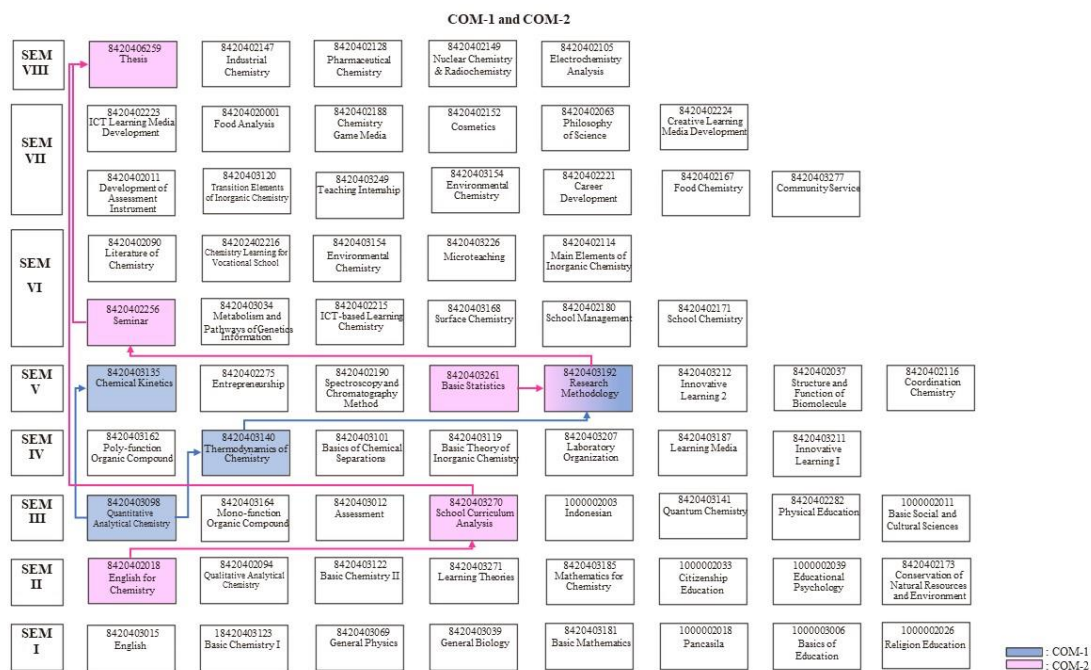 COM-1 and COM-2
SEM
VIII
8420406259
Thesis
8420402147
Industrial
Chemistry
8420402128
Pharmaceutical
Chemistry
8420402149
Nuclear Chemistry
& Radiochemistry
8420402105
Electrochemistry
Analysis
SEM
VII
8420402223
ICT Learning Media
Development
84204020001
Food Analysis
8420402188
Chemistry
Game Media
8420402152
Cosmetics
8420402063
Philosophy
of Science
8420402224
Creative Learning
Media Development
8420402011
Development of
Assessment
Instrument
8420403120
Transition Elements
of Inorganic Chemistry
8420403249
Teaching Internship
8420403154
Environmental
Chemistry
8420402221
Career
Development
8420402167
Food Chemistry
8420403277
Community Service
SEM
VI
8420402090
Literature of
Chemistry
84202402216
Chemistry Learning for
Vocational School
8420403154
Environmental
Chemistry
8420403226
Microteaching
8420402114
Main Elements of
Inorganic Chemistry
8420402256
Seminar
8420403034
Metabolism and
Pathways of Genetics
Information
8420402215
ICT-based Learning
Chemistry
8420403168
Surface Chemistry
8420402180
School Management
8420402171
School Chemistry
SEM
V
8420403135
Chemical Kinetics
8420402275
Entrepreneurship
8420402190
Spectroscopy and
Chromatography
Method
8420403261
Basic Statistics
8420403192
Research
Methodology
8420403212
Innovative
Learning 2
8420402037
Structure and
Function of
Biomolecule
8420402116
Coordination
Chemistry
SEM
IV
8420403162
Poly-function
Organic Compound
8420403140
Thermodynamics of
Chemistry
8420403101
Basics of Chemical
Separations
8420403119
Basic Theory of
Inorganic Chemistry
8420403207
Laboratory
Organization
8420403187
Learning Media
8420403211
Innovative
Learning I
SEM
III
8420403098
Quantitative
Analytical Chemistry
8420403164
Mono-function
Organic Compound
8420403012
Assessment
8420403270
School Curriculum
Analysis
1000002003
Indonesian
8420403141
Quantum Chemistry
8420402282
Physical Education
1000002011
Basic Social and
Cultural Sciences
SEM
II
8420402018
English for
Chemistry
8420402094
Qualitative Analytical
Chemistry
8420403122
Basic Chemistry II
8420403271
Learning Theories
8420403185
Mathematics for
Chemistry
1000002033
Citizenship
Education
1000002039
Educational
Psychology
8420402173
Conservation of
Natural Resources
and Environment
SEM
I
8420403015
English
18420403123
Basic Chemistry I
8420403069
General Physics
8420403039
General Biology
8420403181
Basic Mathematics
1000002018
Pancasila
1000003006
Basics of
Education
1000002026
Religion Education
: COM-1
: COM-2